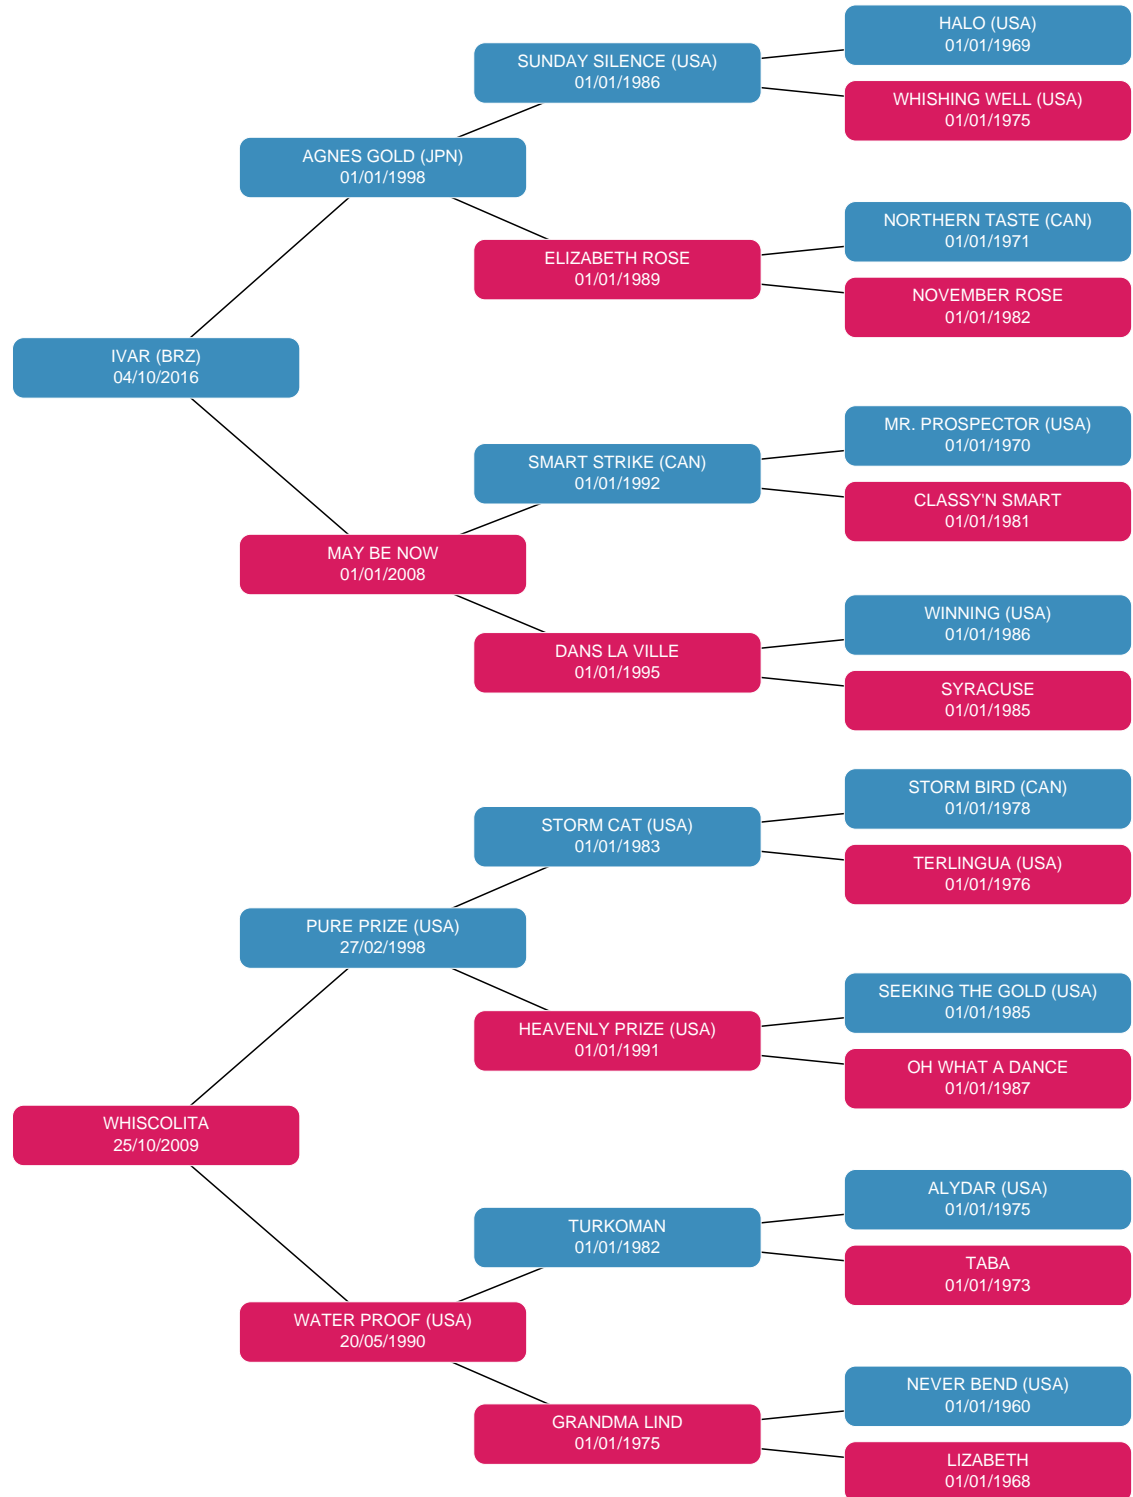 HALO (USA)
01/01/1969
SUNDAY SILENCE (USA)
01/01/1986
WHISHING WELL (USA)
01/01/1975
AGNES GOLD (JPN)
01/01/1998
NORTHERN TASTE (CAN)
01/01/1971
ELIZABETH ROSE
01/01/1989
NOVEMBER ROSE
01/01/1982
IVAR (BRZ)
04/10/2016
MR. PROSPECTOR (USA)
01/01/1970
SMART STRIKE (CAN)
01/01/1992
CLASSY'N SMART
01/01/1981
MAY BE NOW
01/01/2008
WINNING (USA)
01/01/1986
DANS LA VILLE
01/01/1995
SYRACUSE
01/01/1985
STORM BIRD (CAN)
01/01/1978
STORM CAT (USA)
01/01/1983
TERLINGUA (USA)
01/01/1976
PURE PRIZE (USA)
27/02/1998
SEEKING THE GOLD (USA)
01/01/1985
HEAVENLY PRIZE (USA)
01/01/1991
OH WHAT A DANCE
01/01/1987
WHISCOLITA
25/10/2009
ALYDAR (USA)
01/01/1975
TURKOMAN
01/01/1982
TABA
01/01/1973
WATER PROOF (USA)
20/05/1990
NEVER BEND (USA)
01/01/1960
GRANDMA LIND
01/01/1975
LIZABETH
01/01/1968